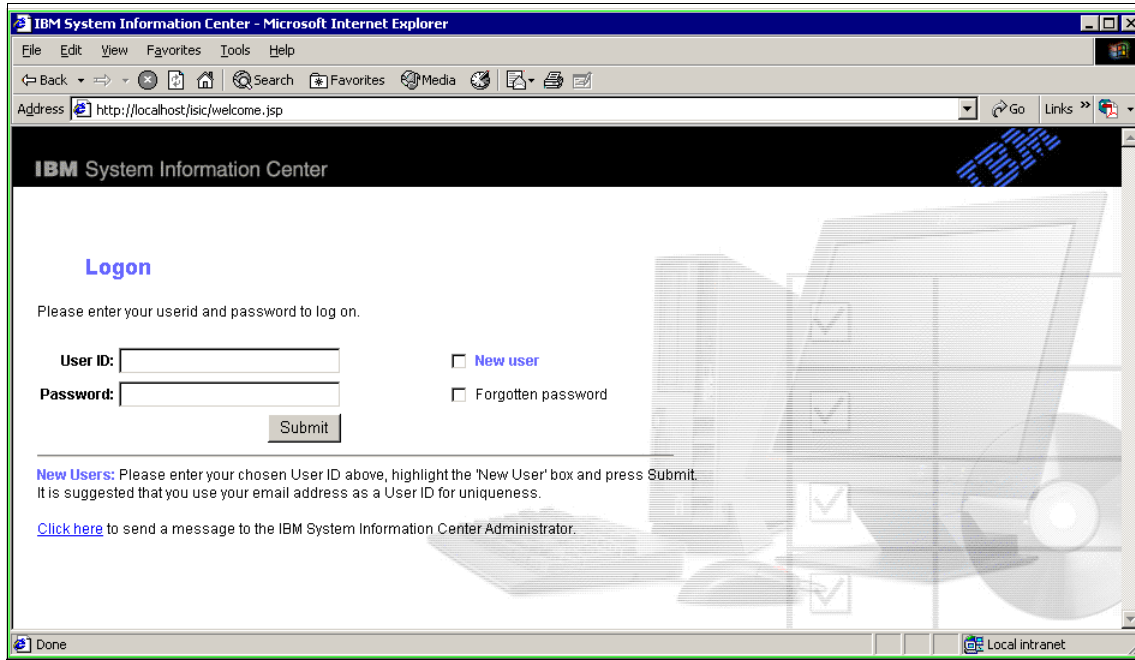 IBM System Information Center - Microsoft Internet Explorer
File Edit View Favorites Tools Help
Back Search Favorites Media
Address http://localhost/isic/welcome.jsp Go Links »
IBM System Information Center
IBM
Logon
Please enter your userid and password to log on.
User ID: New user
Password: Forgotten password
Submit
New Users: Please enter your chosen User ID above, highlight the 'New User' box and press Submit.
It is suggested that you use your email address as a User ID for uniqueness.
Click here to send a message to the IBM System Information Center Administrator.
Done Local intranet